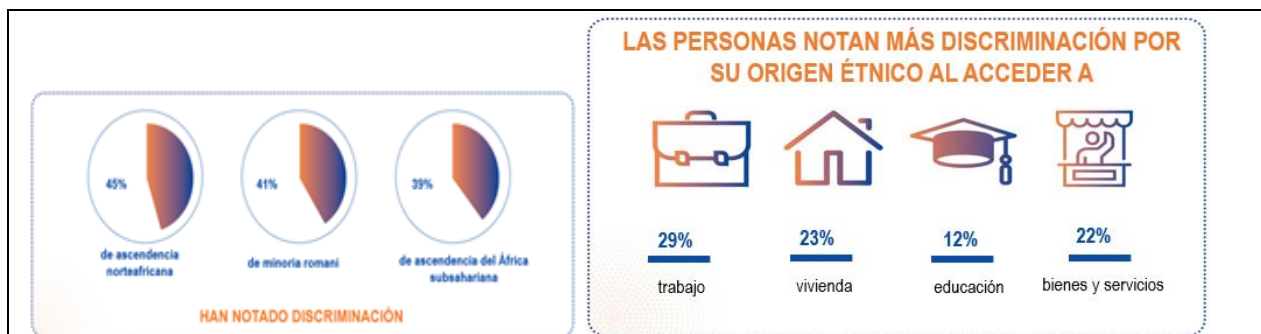 45%
41%
39%
de ascendencia
norteafricana
de minoría romaní
de ascendencia del África
subsahariana
HAN NOTADO DISCRIMINACIÓN
LAS PERSONAS NOTAN MÁS DISCRIMINACIÓN POR
SU ORIGEN ÉTNICO AL ACCEDER A
29%
23%
12%
22%
trabajo
vivienda
educación
bienes y servicios